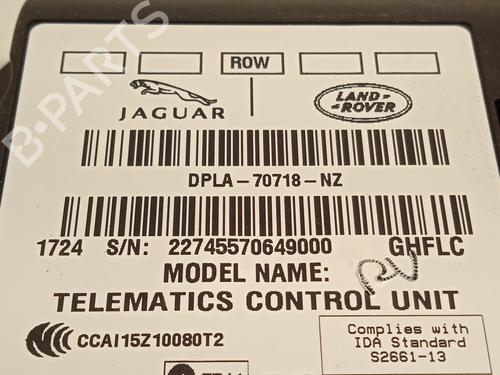 ROW
JAGUAR
LAND-
-ROVER
DPLA-70718-NZ
1724 S/N: 22745570649000 GHFLC
MODEL NAME:
TELEMATICS CONTROL UNIT
CCAI15Z10080T2
Complies with
IDA Standard
S2661-13
B-PARTS